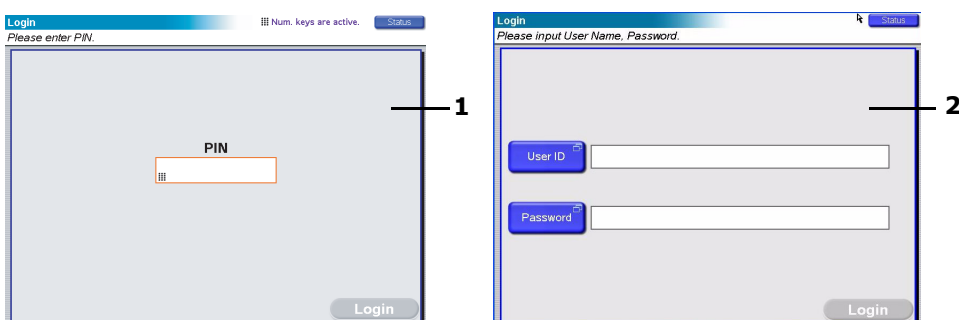 Login
Num. keys are active.
Status
Please enter PIN.
1
PIN
Login
Login
Status
Please input User Name, Password.
2
User ID
Password
Login